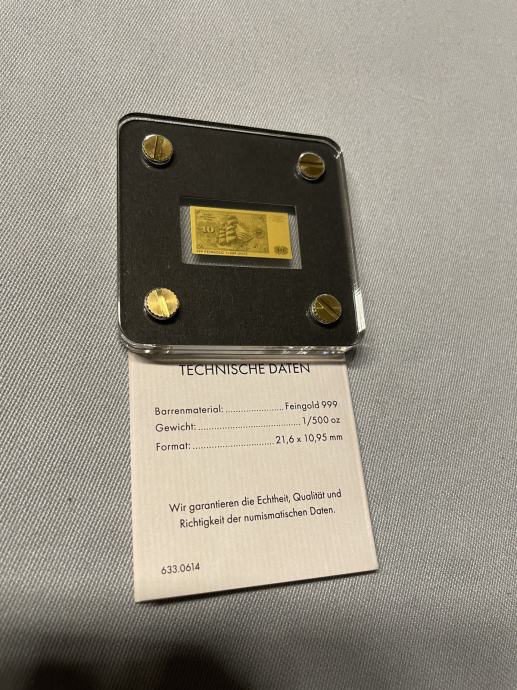 10
TECHNISCHE DATEN
Barrenmaterial: ...................... Feingold 999
Gewicht: ....................................... 1/500 oz
Format: ............................... 21,6 x 10,95 mm
Wir garantieren die Echtheit, Qualität und
Richtigkeit der numismatischen Daten.
633.0614